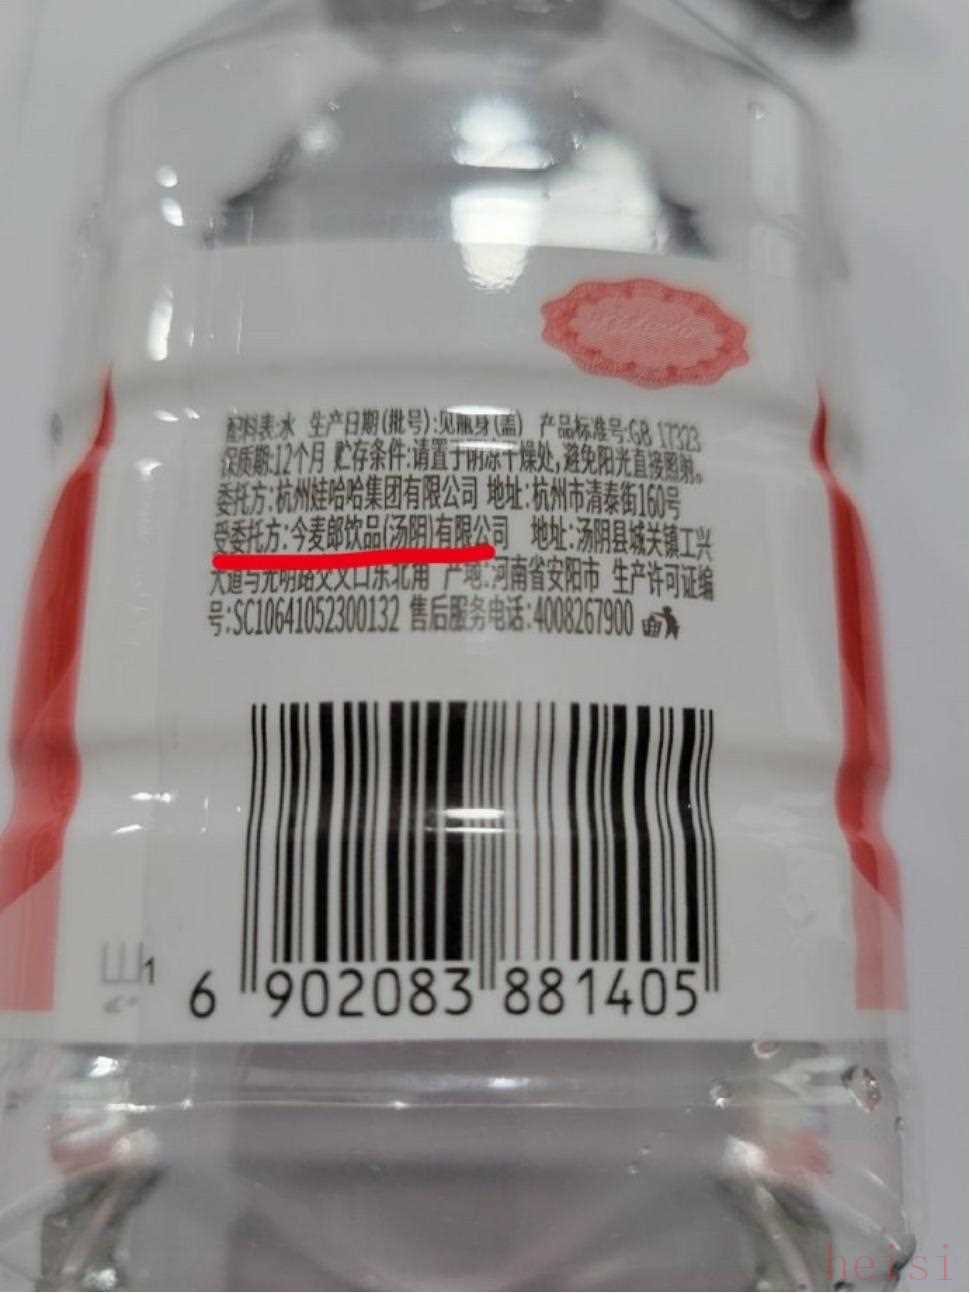 配料表:水 生产日期(批号):见瓶身(盖) 产品标准号:GB 17323
保质期:12个月 贮存条件:请置于阴凉干燥处,避免阳光直接照射。
委托方:杭州娃哈哈集团有限公司 地址:杭州市清泰街160号
受委托方:今麦郎饮品(汤阴)有限公司 地址:汤阴县城关镇工兴
大道与光明路交叉口东北角 产地:河南省安阳市 生产许可证编
号:SC10641052300132 售后服务电话:4008267900
1
6 902083 881405
heisi